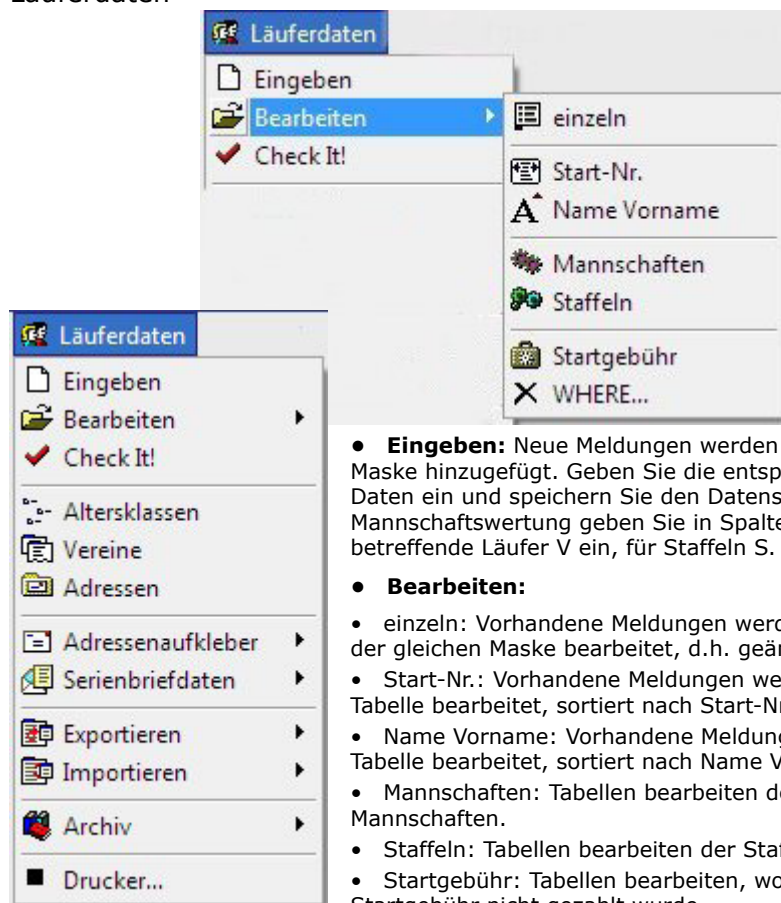 Läuferdaten
Läuferdaten
Eingeben
Bearbeiten
Check It!
einzeln
Start-Nr.
Name Vorname
Mannschaften
Staffeln
Startgebühr
WHERE...
Läuferdaten
Eingeben
Bearbeiten
Check It!
Altersklassen
Vereine
Adressen
Adressenaufkleber
Serienbriefdaten
Exportieren
Importieren
Archiv
Drucker...
• Eingeben: Neue Meldungen werden
Maske hinzugefügt. Geben Sie die entsp
Daten ein und speichern Sie den Datens
Mannschaftswertung geben Sie in Spalte
betreffende Läufer V ein, für Staffeln S.
• Bearbeiten:
• einzeln: Vorhandene Meldungen werd
der gleichen Maske bearbeitet, d.h. geän
• Start-Nr.: Vorhandene Meldungen we
Tabelle bearbeitet, sortiert nach Start-Nr
• Name Vorname: Vorhandene Meldung
Tabelle bearbeitet, sortiert nach Name V
• Mannschaften: Tabellen bearbeiten de
Mannschaften.
• Staffeln: Tabellen bearbeiten der Staf
• Startgebühr: Tabellen bearbeiten, wo
Startgebühr nicht gezahlt wurde